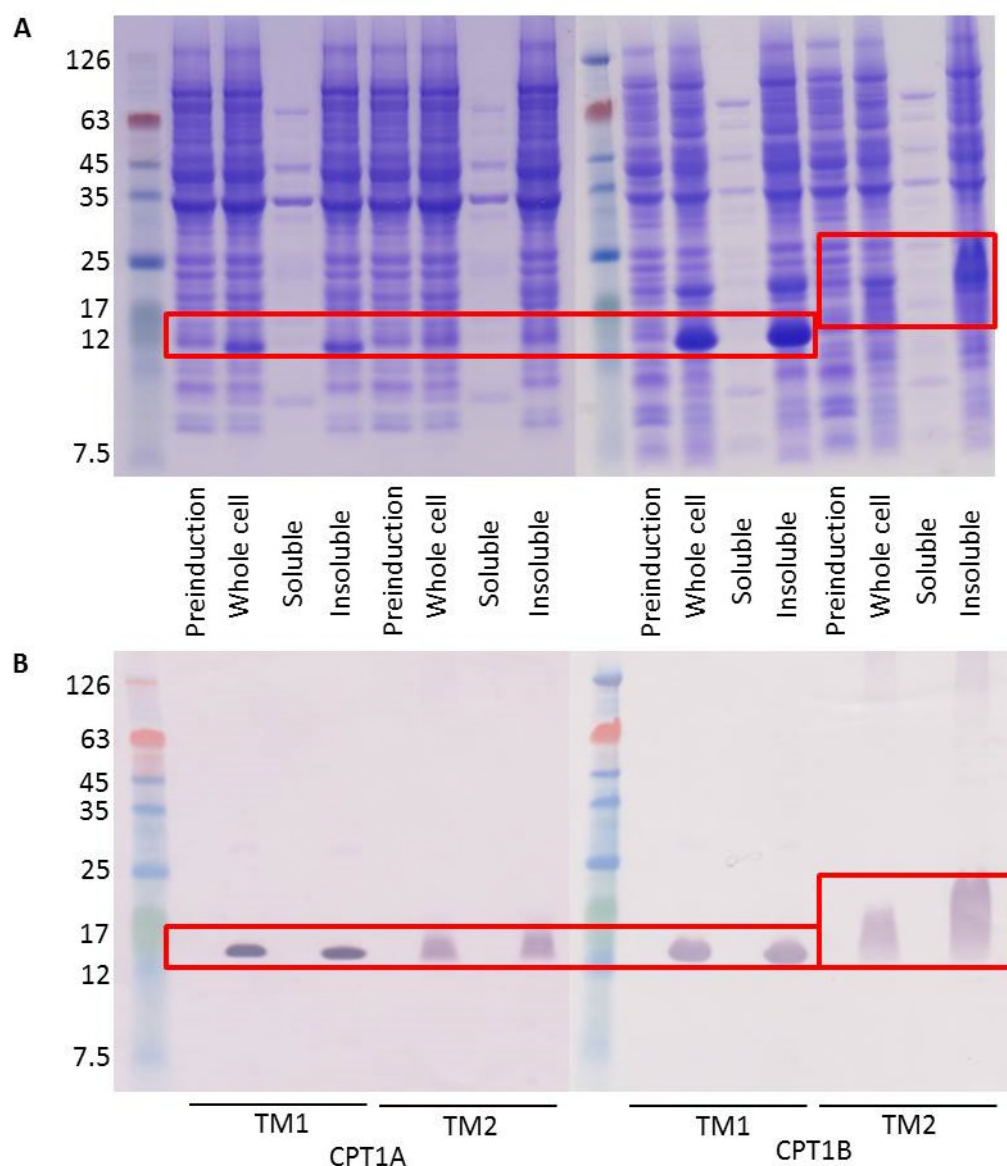 A
126
63
45
35
25
17
12
7.5
Preinduction
Whole cell
Soluble
Insoluble
Preinduction
Whole cell
Soluble
Insoluble
Preinduction
Whole cell
Soluble
Insoluble
Preinduction
Whole cell
Soluble
Insoluble
B
126
63
45
35
25
17
12
7.5
TM1 TM2 TM1 TM2
CPT1A CPT1B